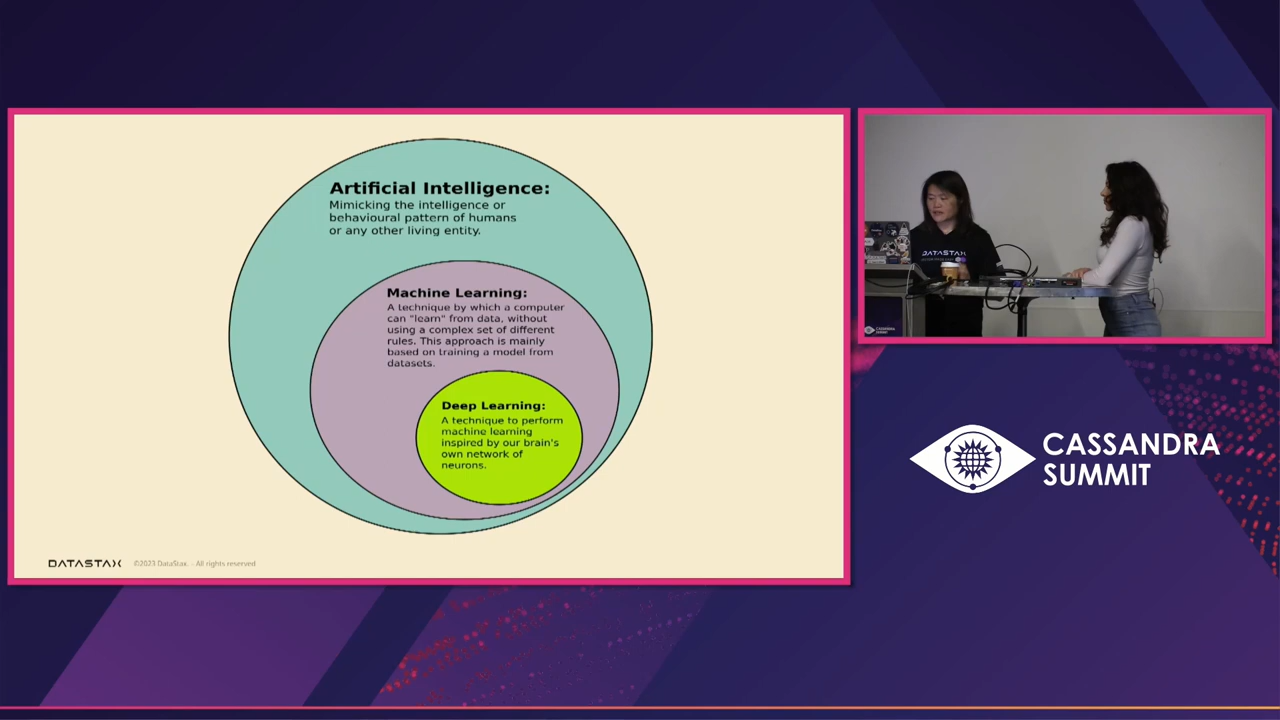 Artificial Intelligence:
Mimicking the intelligence or
behavioural pattern of humans
or any other living entity.
Machine Learning:
A technique by which a computer
can "learn" from data, without
using a complex set of different
rules. This approach is mainly
based on training a model from
datasets.
Deep Learning:
A technique to perform
machine learning
inspired by our brain's
own network of
neurons.
DATASTAX ©2023 DataStax. - All rights reserved
DATASTAX
CASSANDRA
SUMMIT
CASSANDRA
SUMMIT